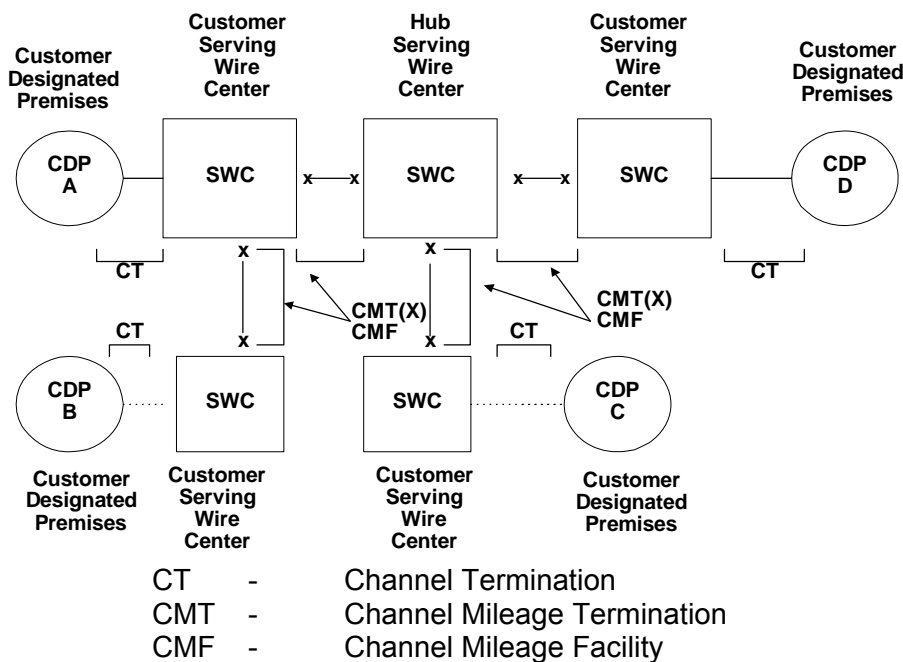 Customer
Serving
Wire
Center
Hub
Serving
Wire
Center
Customer
Serving
Wire
Center
Customer
Designated
Premises
Customer
Designated
Premises
CDP
A
SWC
x x
SWC
x x
SWC
CDP
D
CT
x
x
CT
CMT(X)
CMF
CMT(X)
CMF
CT
x
x
CT
CDP
B
SWC
SWC
CDP
C
Customer
Designated
Premises
Customer
Serving
Wire
Center
Customer
Serving
Wire
Center
Customer
Designated
Premises
CT - Channel Termination
CMT - Channel Mileage Termination
CMF - Channel Mileage Facility